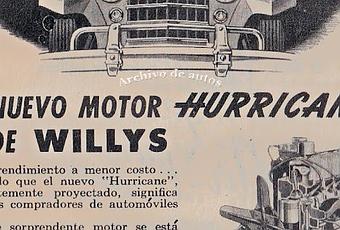 Archivo de autos
NUEVO MOTOR HURRICAN
DE WILLYS
rendimiento a menor costo...
do que el nuevo "Hurricane",
temente proyectado, significa
s compradores de automóviles
sorprendente motor se está